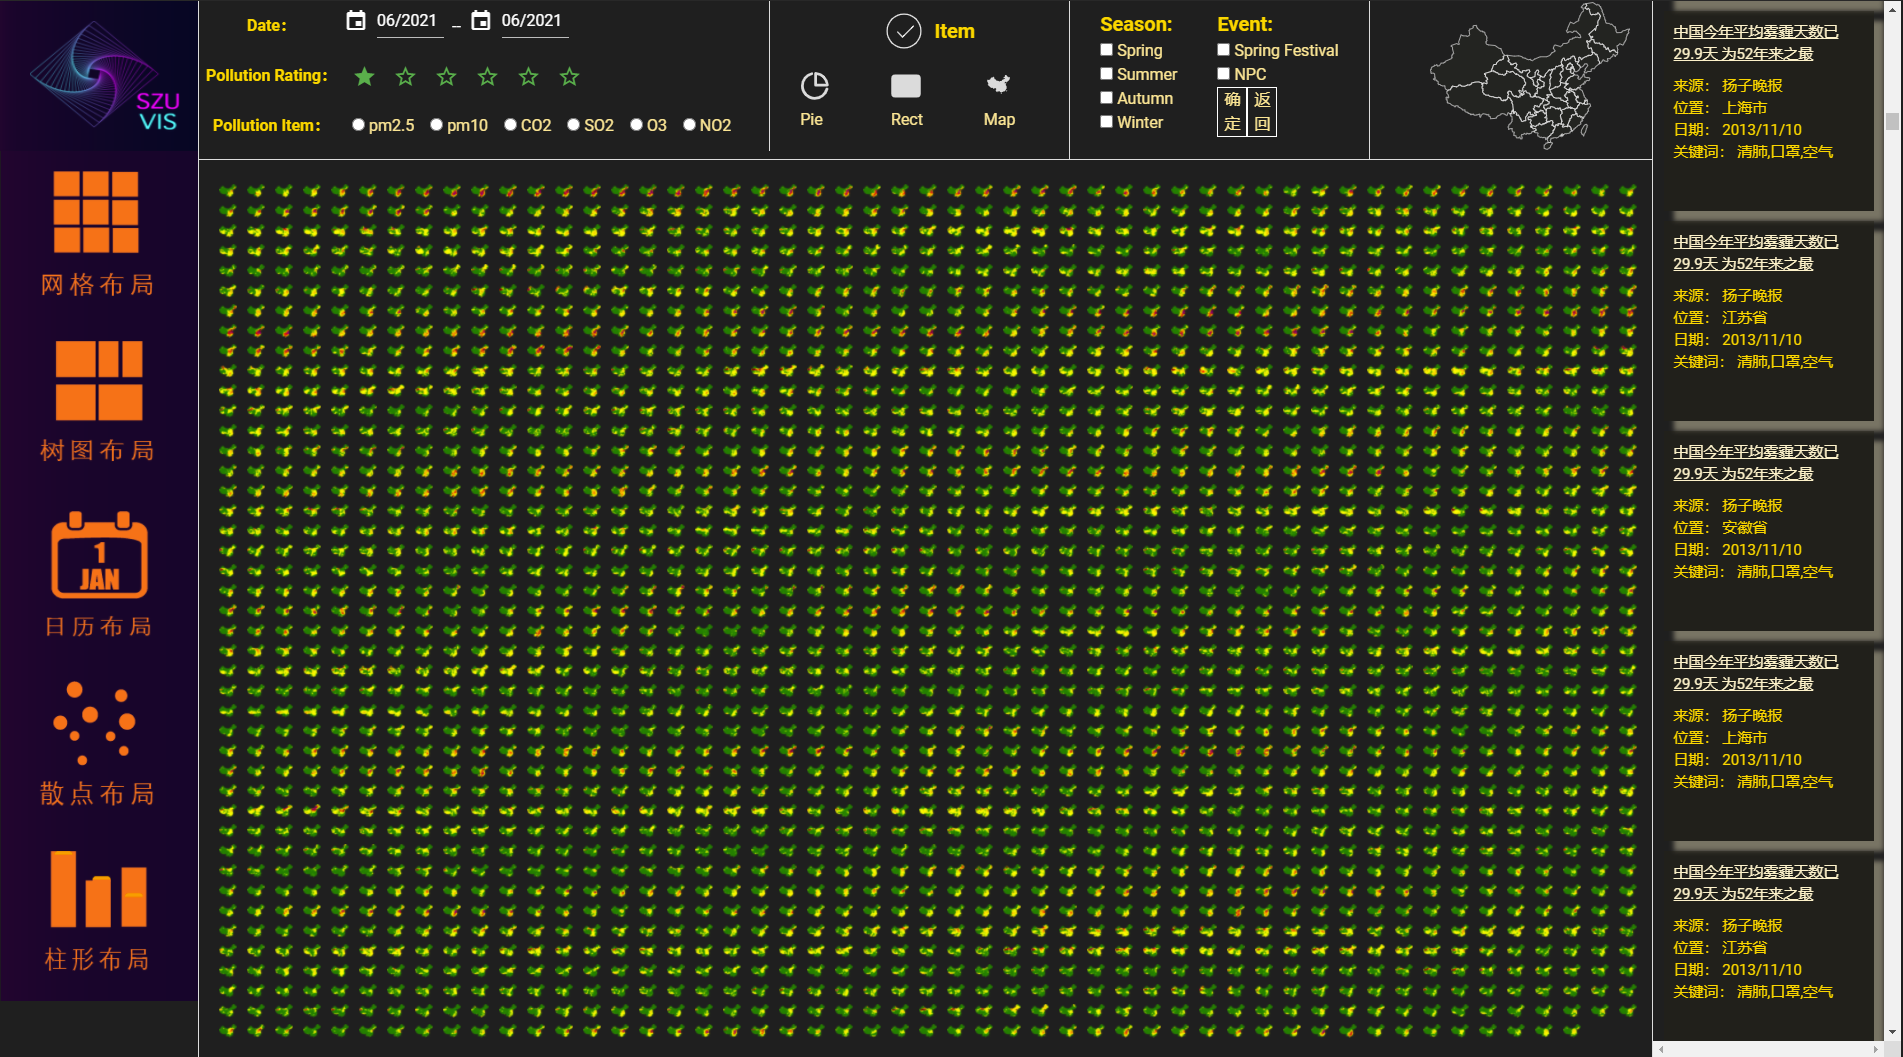 SZU
VIS
网格布局
树图布局
1
JAN
日历布局
散点布局
柱形布局
Date:
06/2021 _ 06/2021
Pollution Rating:
Pollution Item:
pm2.5 pm10 CO2 SO2 O3 NO2
Item
Pie Rect Map
Season:
Spring
Summer
Autumn
Winter
Event:
Spring Festival
NPC
确 返
定 回
中国今年平均雾霾天数已
29.9天 为52年来之最
来源： 扬子晚报
位置： 上海市
日期： 2013/11/10
关键词： 清肺,口罩,空气
中国今年平均雾霾天数已
29.9天 为52年来之最
来源： 扬子晚报
位置： 江苏省
日期： 2013/11/10
关键词： 清肺,口罩,空气
中国今年平均雾霾天数已
29.9天 为52年来之最
来源： 扬子晚报
位置： 安徽省
日期： 2013/11/10
关键词： 清肺,口罩,空气
中国今年平均雾霾天数已
29.9天 为52年来之最
来源： 扬子晚报
位置： 上海市
日期： 2013/11/10
关键词： 清肺,口罩,空气
中国今年平均雾霾天数已
29.9天 为52年来之最
来源： 扬子晚报
位置： 江苏省
日期： 2013/11/10
关键词： 清肺,口罩,空气